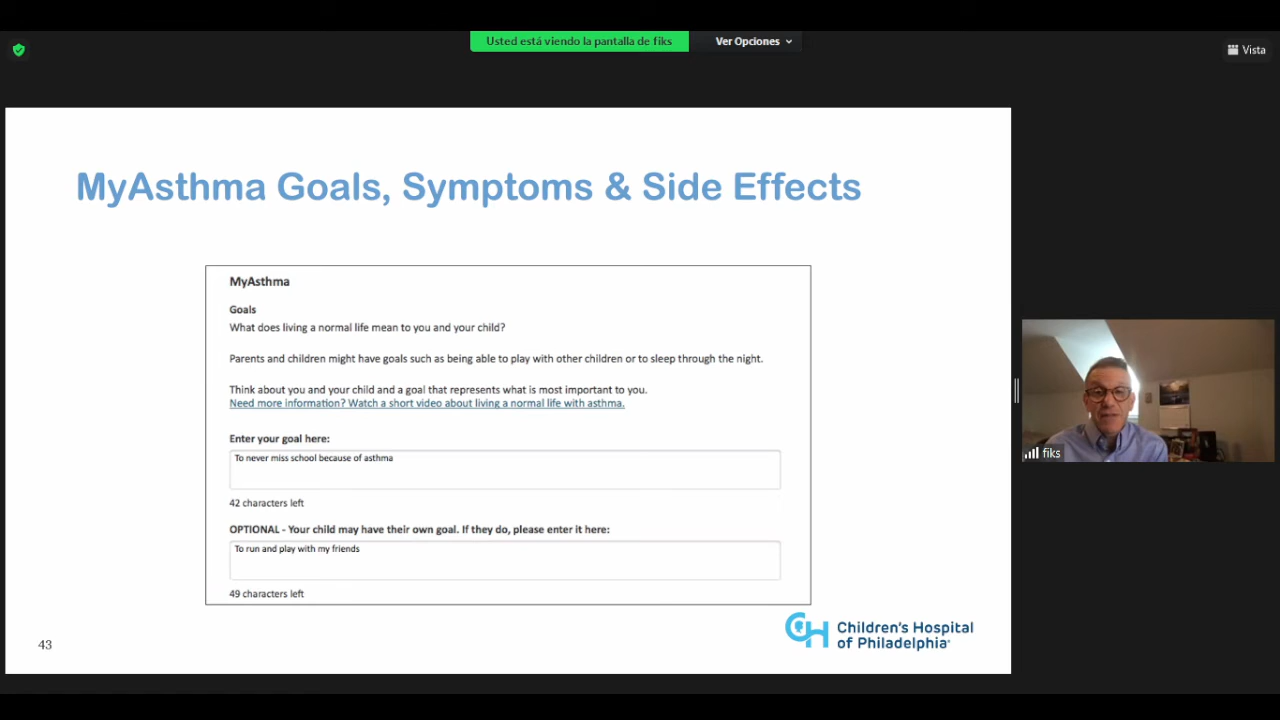 Usted está viendo la pantalla de fiks
Ver Opciones
Vista
MyAsthma Goals, Symptoms & Side Effects
MyAsthma
Goals
What does living a normal life mean to you and your child?
Parents and children might have goals such as being able to play with other children or to sleep through the night.
Think about you and your child and a goal that represents what is most important to you.
Need more information? Watch a short video about living a normal life with asthma.
Enter your goal here:
To never miss school because of asthma
42 characters left
OPTIONAL - Your child may have their own goal. If they do, please enter it here:
To run and play with my friends
49 characters left
43
Children's Hospital
of Philadelphia
fiks